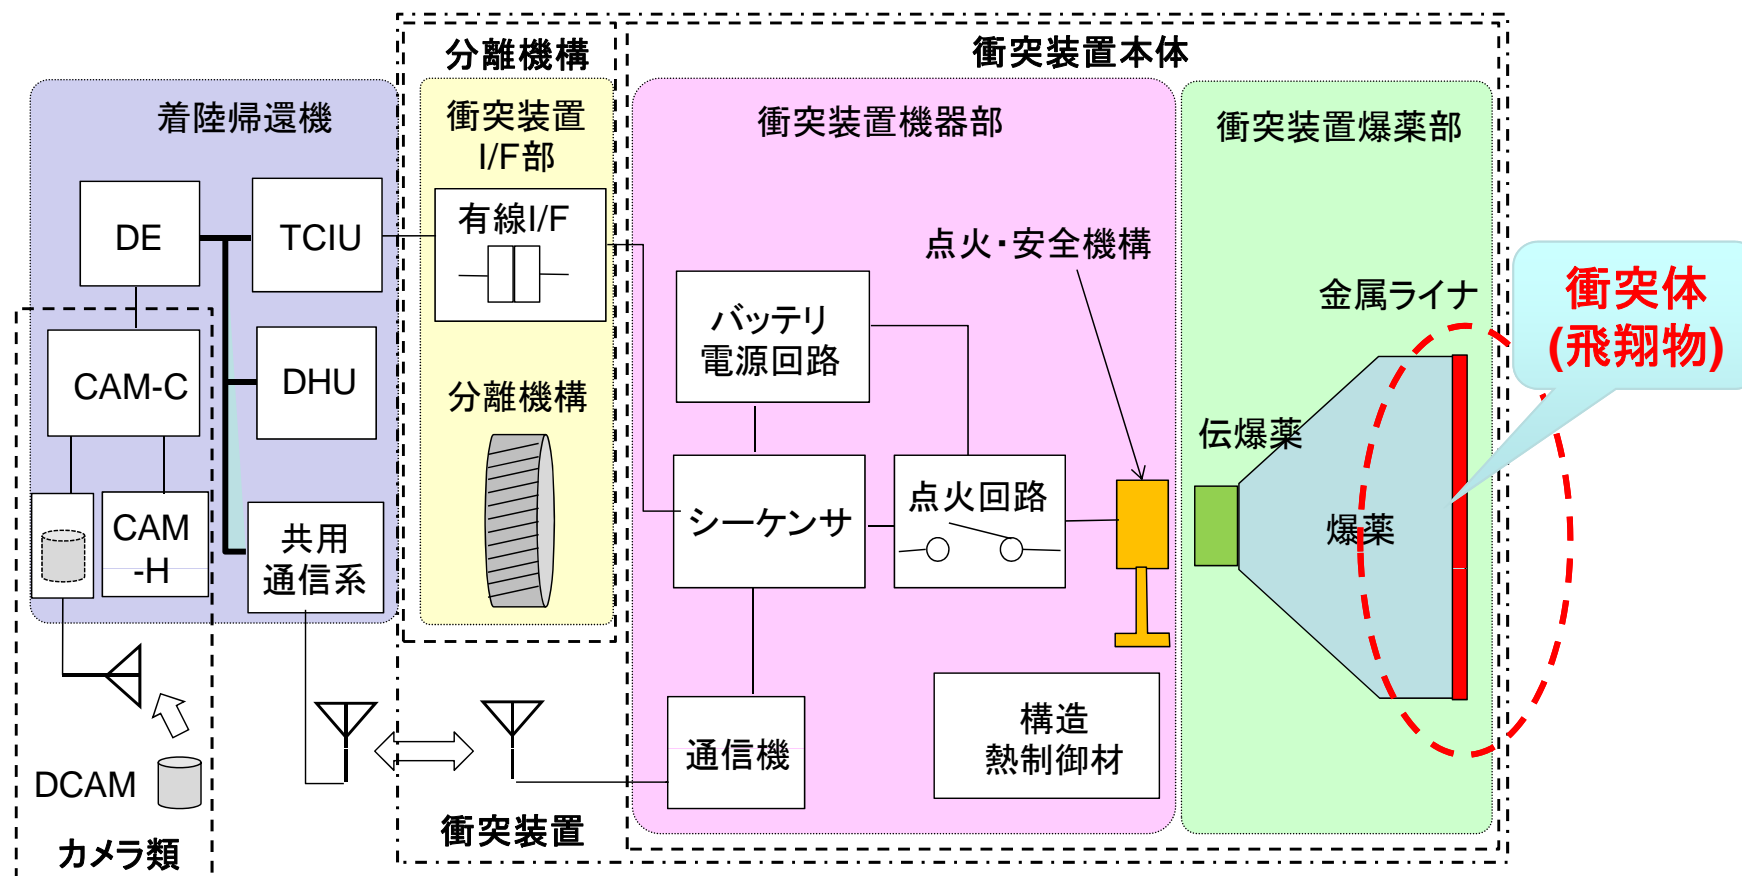 分離機構
衝突装置本体
着陸帰還機
衝突装置
I/F部
衝突装置機器部
衝突装置爆薬部
DE
TCIU
有線I/F
点火・安全機構
金属ライナ
衝突体
(飛翔物)
バッテリ
電源回路
CAM-C
DHU
分離機構
伝爆薬
シーケンサ
点火回路
爆薬
CAM
-H
共用
通信系
通信機
構造
熱制御材
DCAM
衝突装置
カメラ類